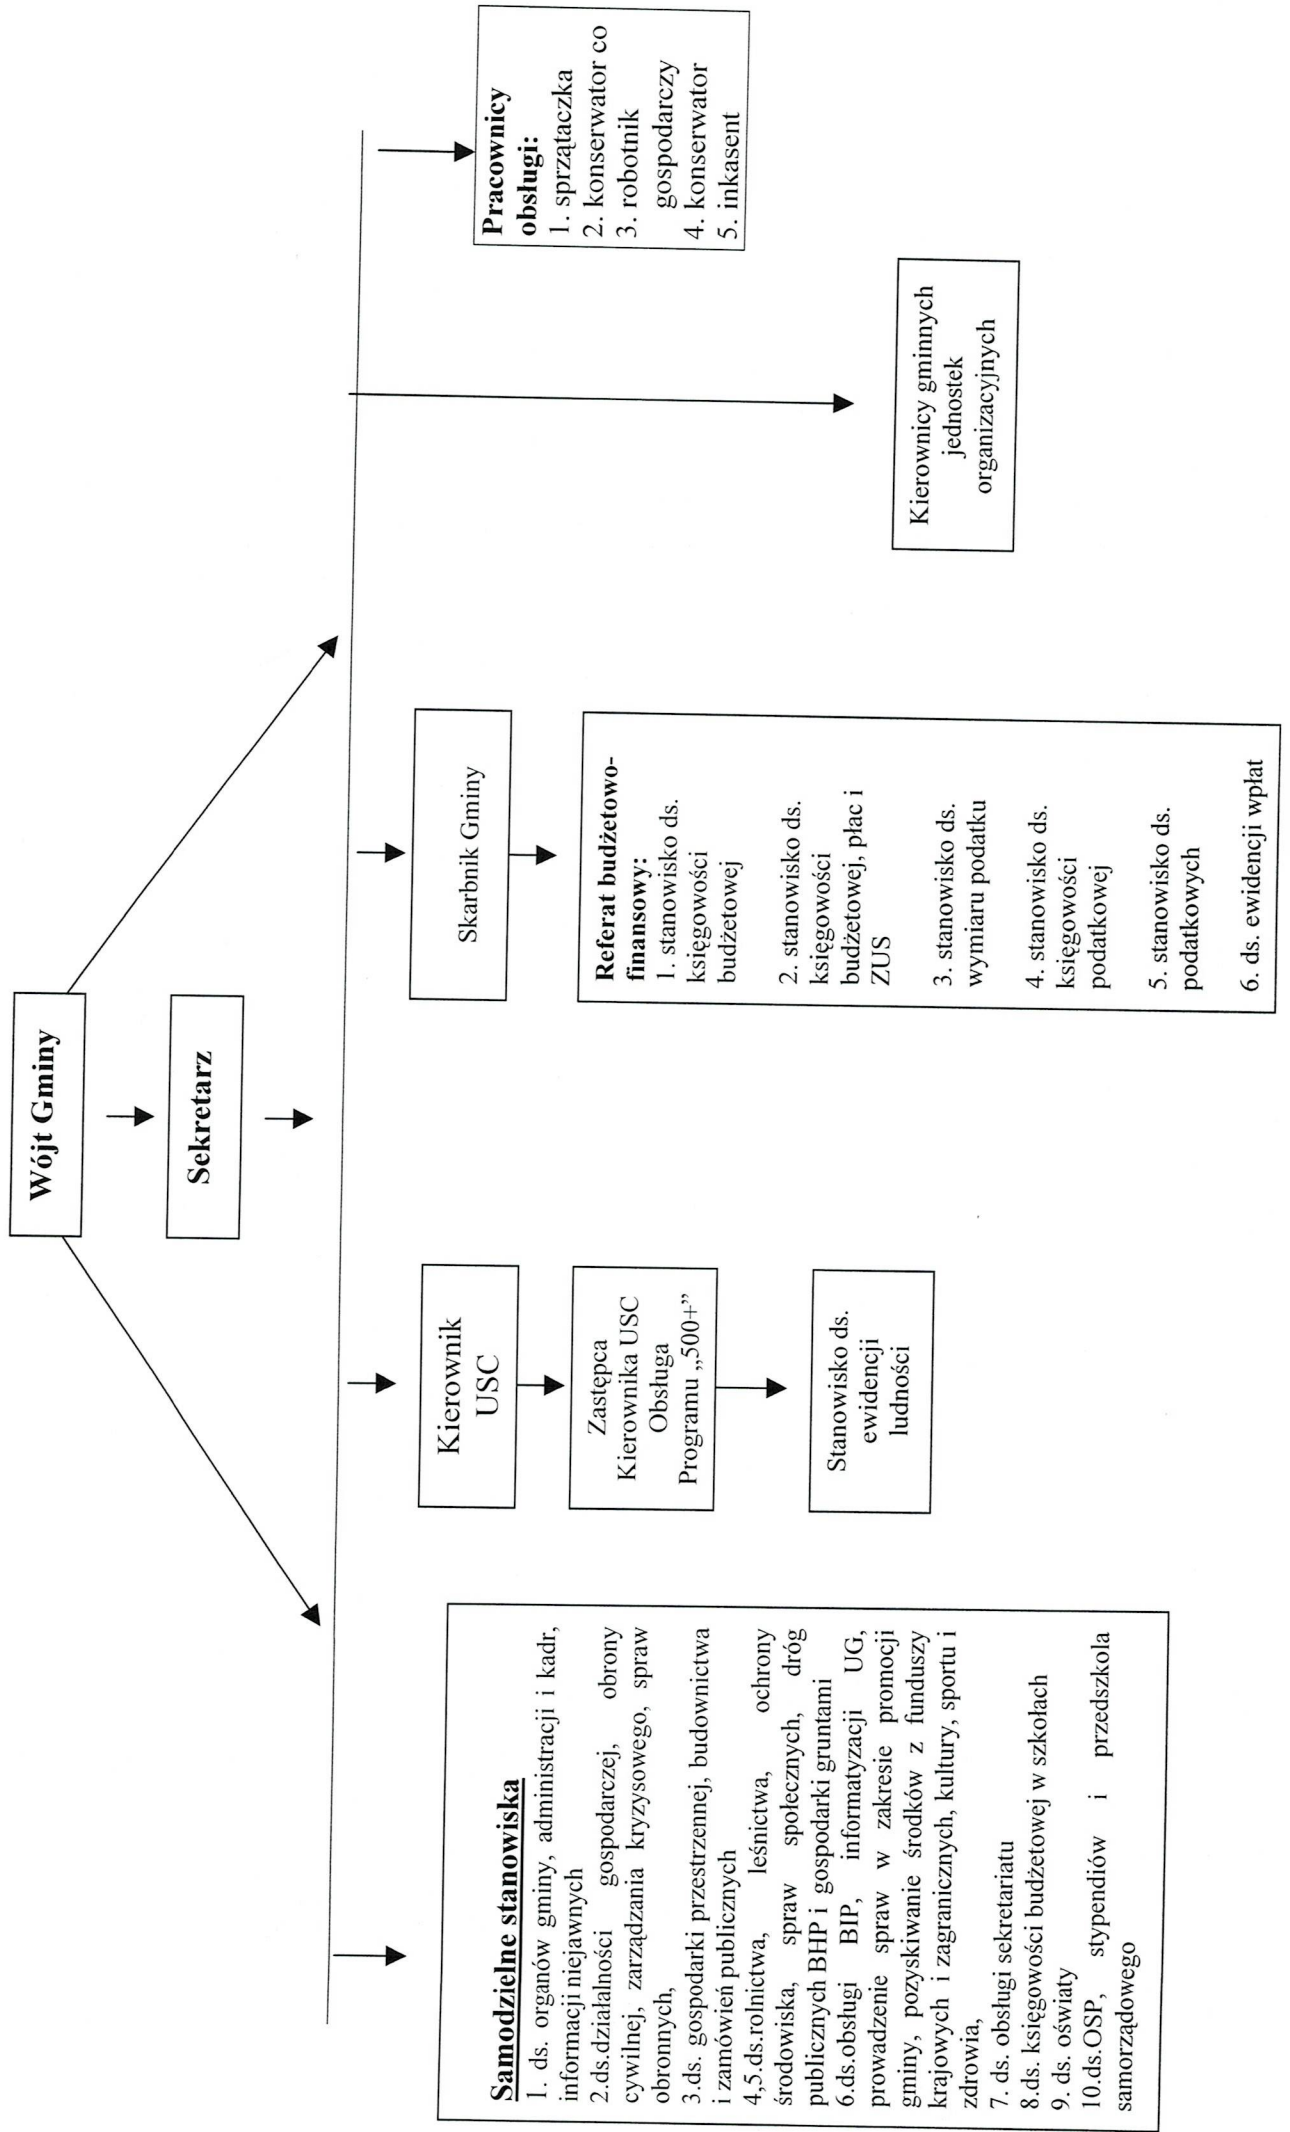 Wójt Gminy
Sekretarz
Samodzielne stanowiska
1. ds. organów gminy, administracji i kadr,
informacji niejawnych
2.ds.działalności gospodarczej, obrony
cywilnej, zarządzania kryzysowego, spraw
obronnych,
3.ds. gospodarki przestrzennej, budownictwa
i zamówień publicznych
4,5.ds.rolnictwa, leśnictwa, ochrony
środowiska, spraw społecznych, dróg
publicznych BHP i gospodarki gruntami
6.ds.obsługi BIP, informatyzacji UG,
prowadzenie spraw w zakresie promocji
gminy, pozyskiwanie środków z funduszy
krajowych i zagranicznych, kultury, sportu i
zdrowia,
7. ds. obsługi sekretariatu
8.ds. księgowości budżetowej w szkołach
9. ds. oświaty
10.ds.OSP, stypendiów i przedszkola
samorządowego
Kierownik
USC
Zastępca
Kierownika USC
Obsługa
Programu „500+”
Stanowisko ds.
ewidencji
ludności
Skarbnik Gminy
Referat budżetowo-
finansowy:
1. stanowisko ds.
księgowości
budżetowej
2. stanowisko ds.
księgowości
budżetowej, płac i
ZUS
3. stanowisko ds.
wymiaru podatku
4. stanowisko ds.
księgowości
podatkowej
5. stanowisko ds.
podatkowych
6. ds. ewidencji wpłat
Kierownicy gminnych
jednostek
organizacyjnych
Pracownicy
obsługi:
1. sprzątaczka
2. konserwator co
3. robotnik
gospodarczy
4. konserwator
5. inkasent